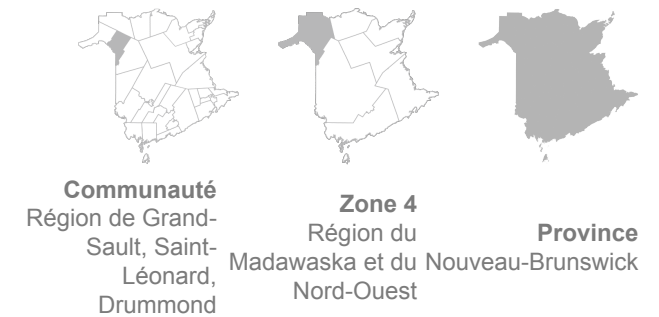 Communauté
Région de Grand-
Sault, Saint-
Léonard,
Drummond
Zone 4
Région du
Madawaska et du
Nord-Ouest
Province
Nouveau-Brunswick